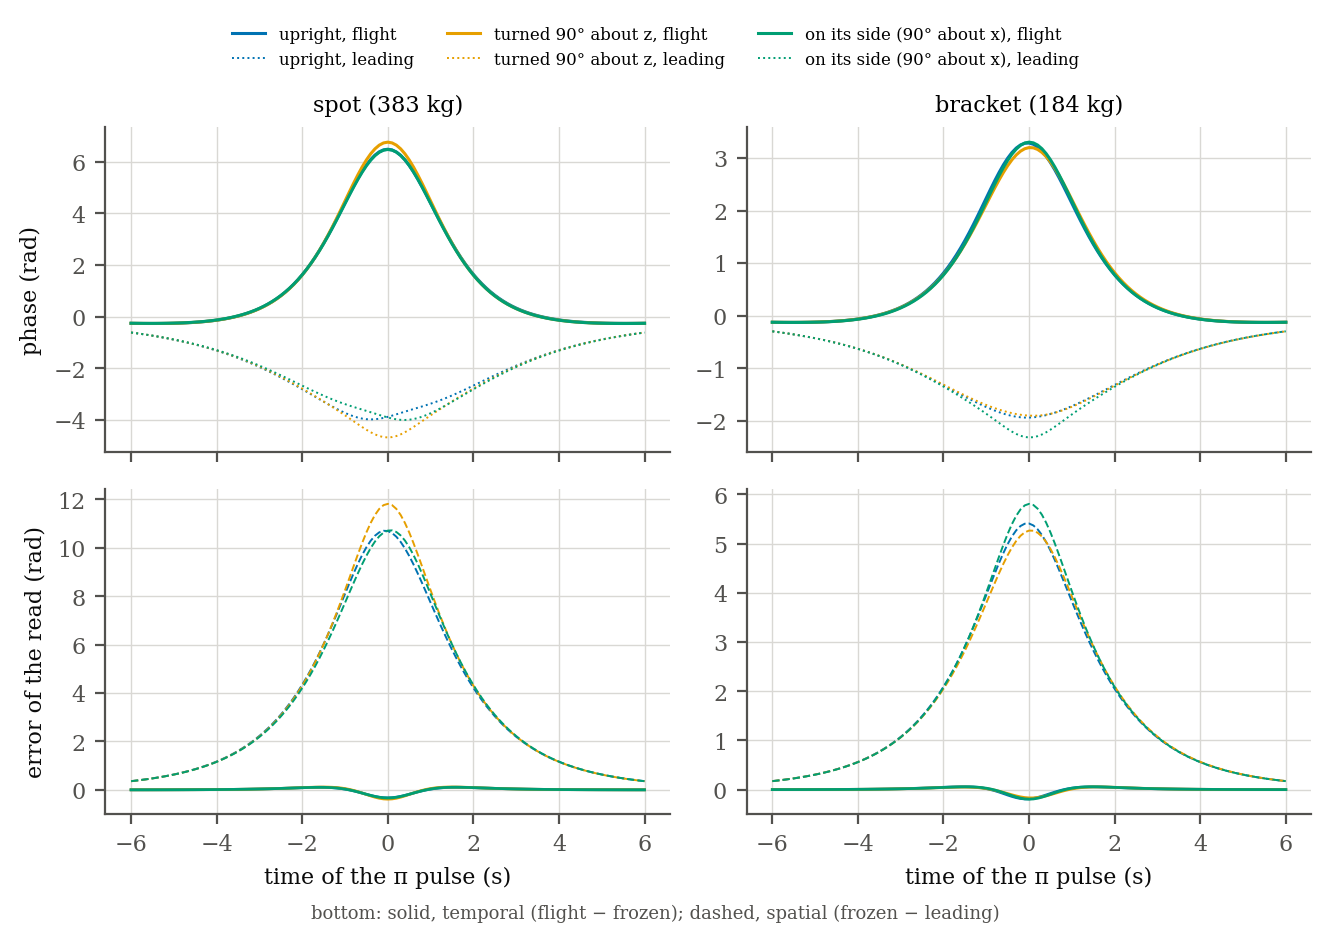 upright, flight
upright, leading
turned 90° about z, flight
turned 90° about z, leading
on its side (90° about x), flight
on its side (90° about x), leading
spot (383 kg)
bracket (184 kg)
phase (rad)
6
4
2
0
−2
−4
3
2
1
0
−1
−2
error of the read (rad)
12
10
8
6
4
2
0
6
5
4
3
2
1
0
−6 −4 −2 0 2 4 6
−6 −4 −2 0 2 4 6
time of the π pulse (s)
time of the π pulse (s)
bottom: solid, temporal (flight − frozen); dashed, spatial (frozen − leading)